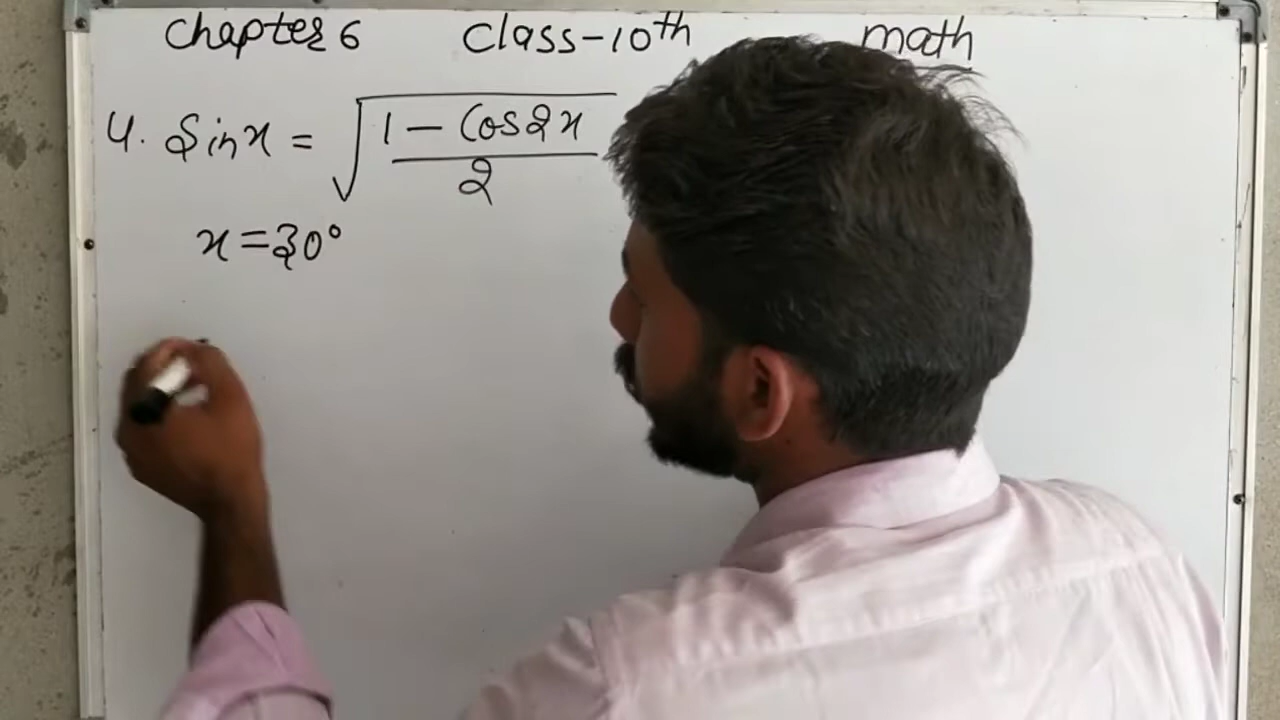 Chapter 6 Class-10th math
4. Sinx = √(1 - Cos2x / 2)
x = 30°